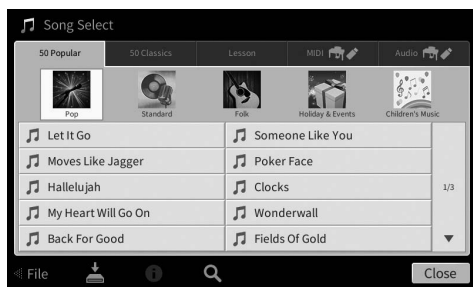 Song Select
50 Popular
50 Classics
Lesson
MIDI
Audio
Pop
Standard
Folk
Holiday & Events
Children's Music
Let It Go
Someone Like You
Moves Like Jagger
Poker Face
Hallelujah
Clocks
1/3
My Heart Will Go On
Wonderwall
Back For Good
Fields Of Gold
File
Close